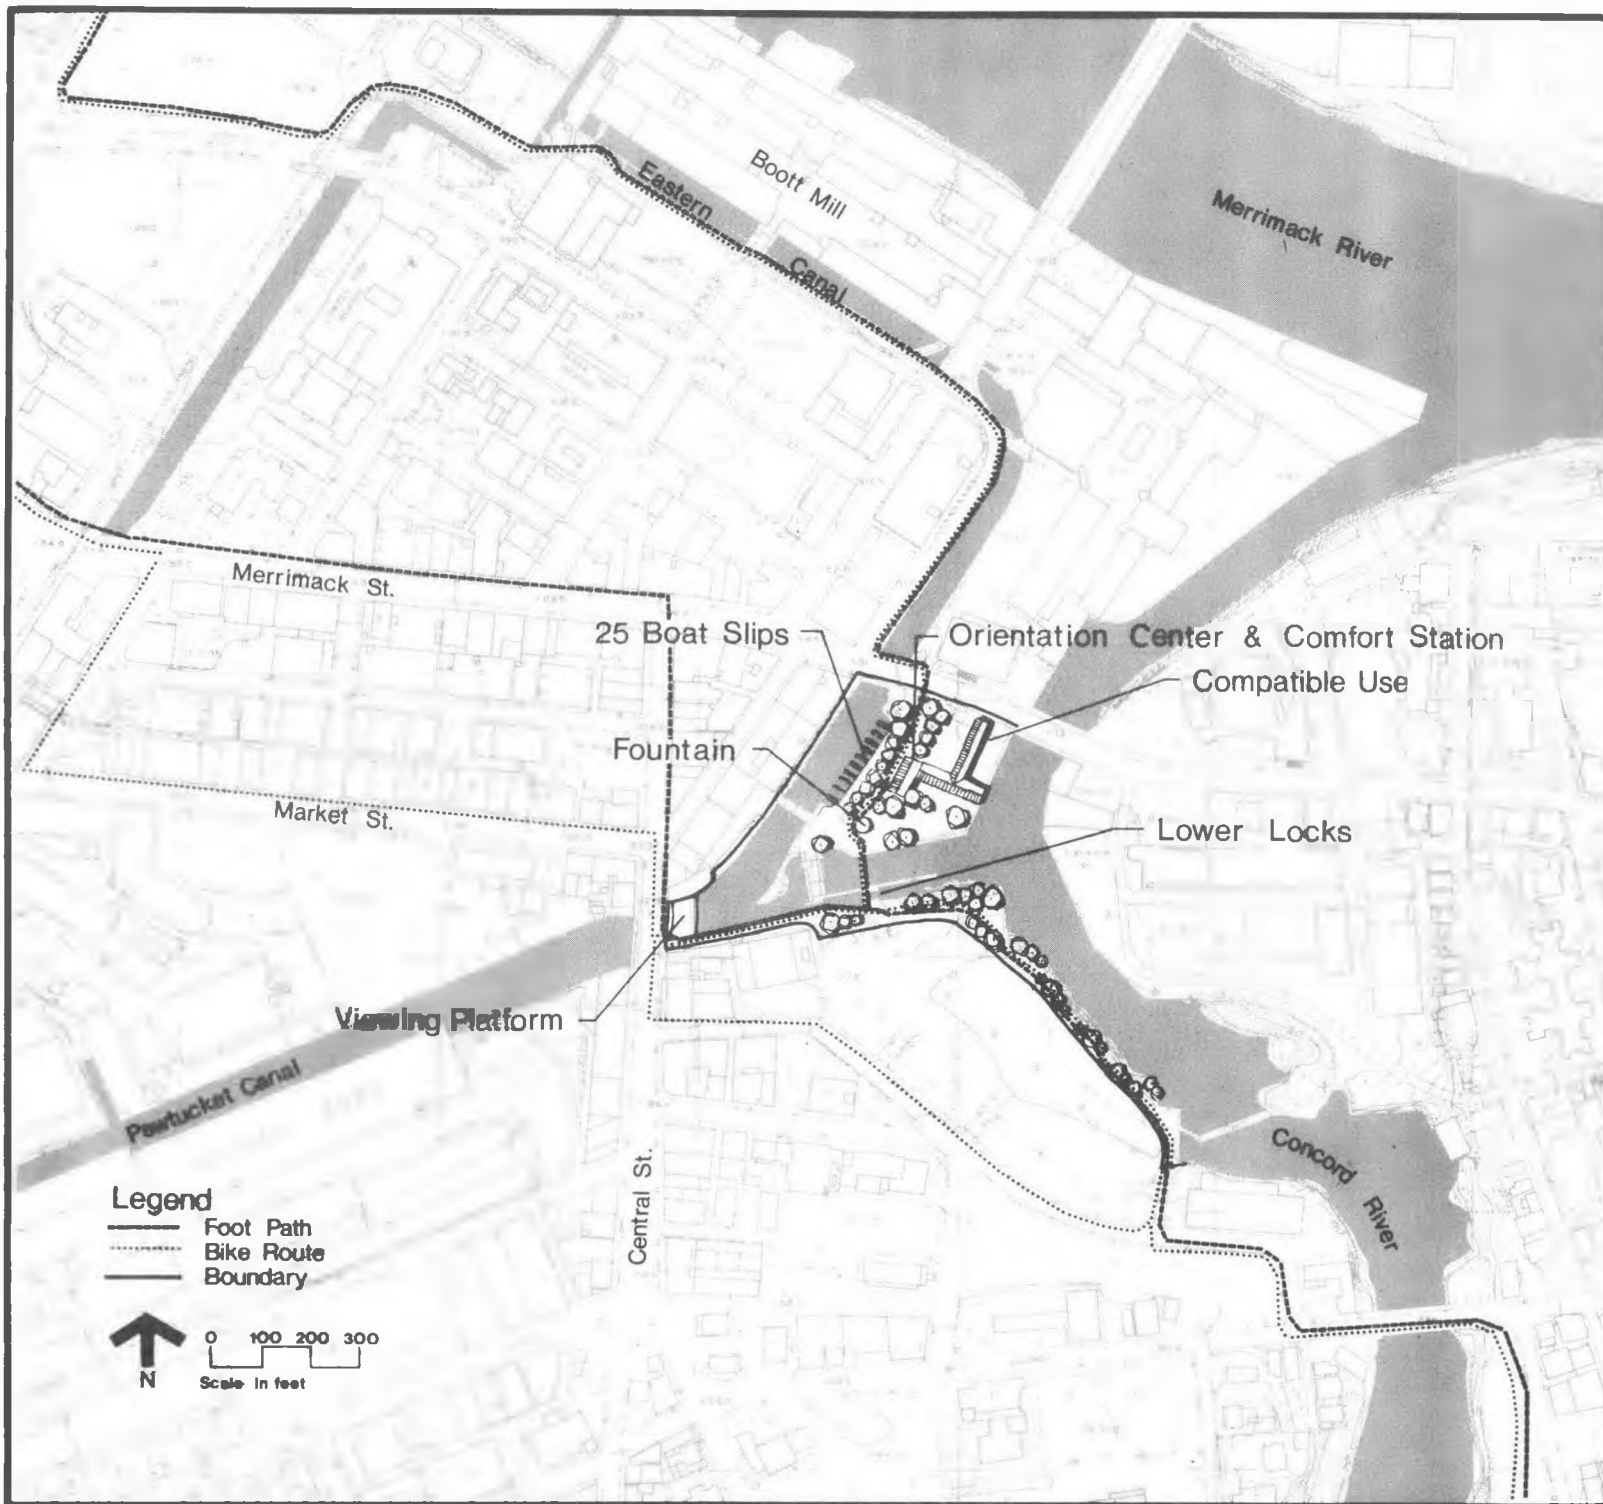 Boott Mill
Eastern
Canal
Merrimack River
Merrimack St.
25 Boat Slips
Orientation Center & Comfort Station
Compatible Use
Fountain
Market St.
Lower Locks
Viewing Platform
Pawtucket Canal
Concord
River
Central St.
Legend
Foot Path
Bike Route
Boundary
N
0 100 200 300
Scale in feet